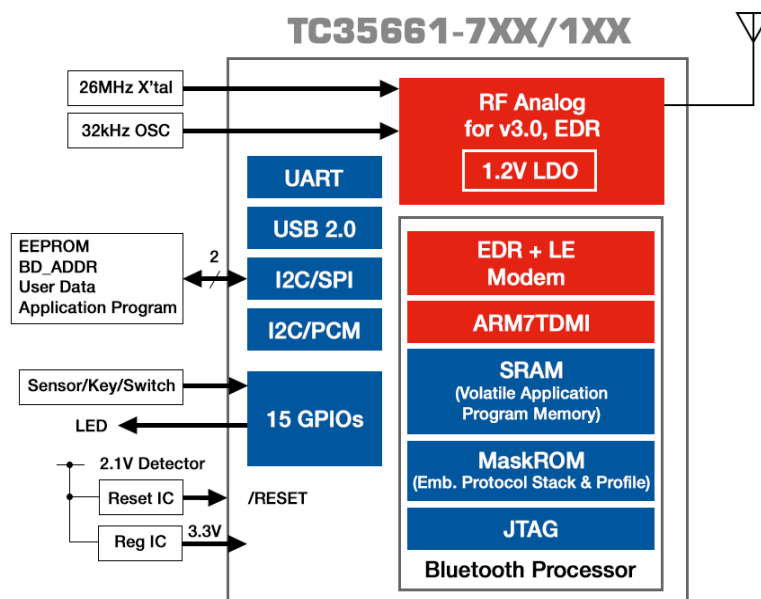 TC35661-7XX/1XX
26MHz X'tal
32kHz OSC
RF Analog
for v3.0, EDR
1.2V LDO
UART
USB 2.0
I2C/SPI
I2C/PCM
15 GPIOs
EEPROM
BD_ADDR
User Data
Application Program
2
Sensor/Key/Switch
LED
2.1V Detector
Reset IC
/RESET
Reg IC
3.3V
EDR + LE
Modem
ARM7TDMI
SRAM
(Volatile Application
Program Memory)
MaskROM
(Emb. Protocol Stack & Profile)
JTAG
Bluetooth Processor